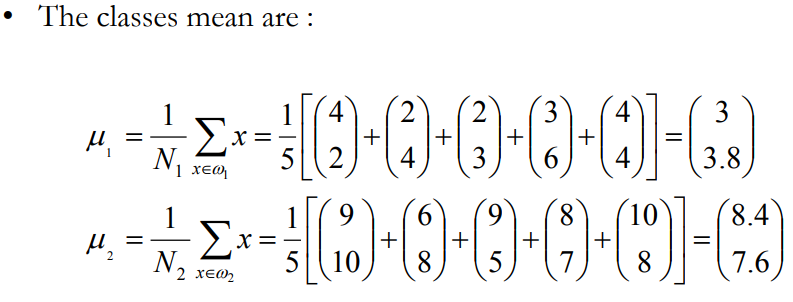 • The classes mean are :
μ₁ = 1/N₁ ∑_{x∈ω₁} x = 1/5 [(4 2) + (2 4) + (2 3) + (3 6) + (4 4)] = (3 3.8)
μ₂ = 1/N₂ ∑_{x∈ω₂} x = 1/5 [(9 10) + (6 8) + (9 5) + (8 7) + (10 8)] = (8.4 7.6)